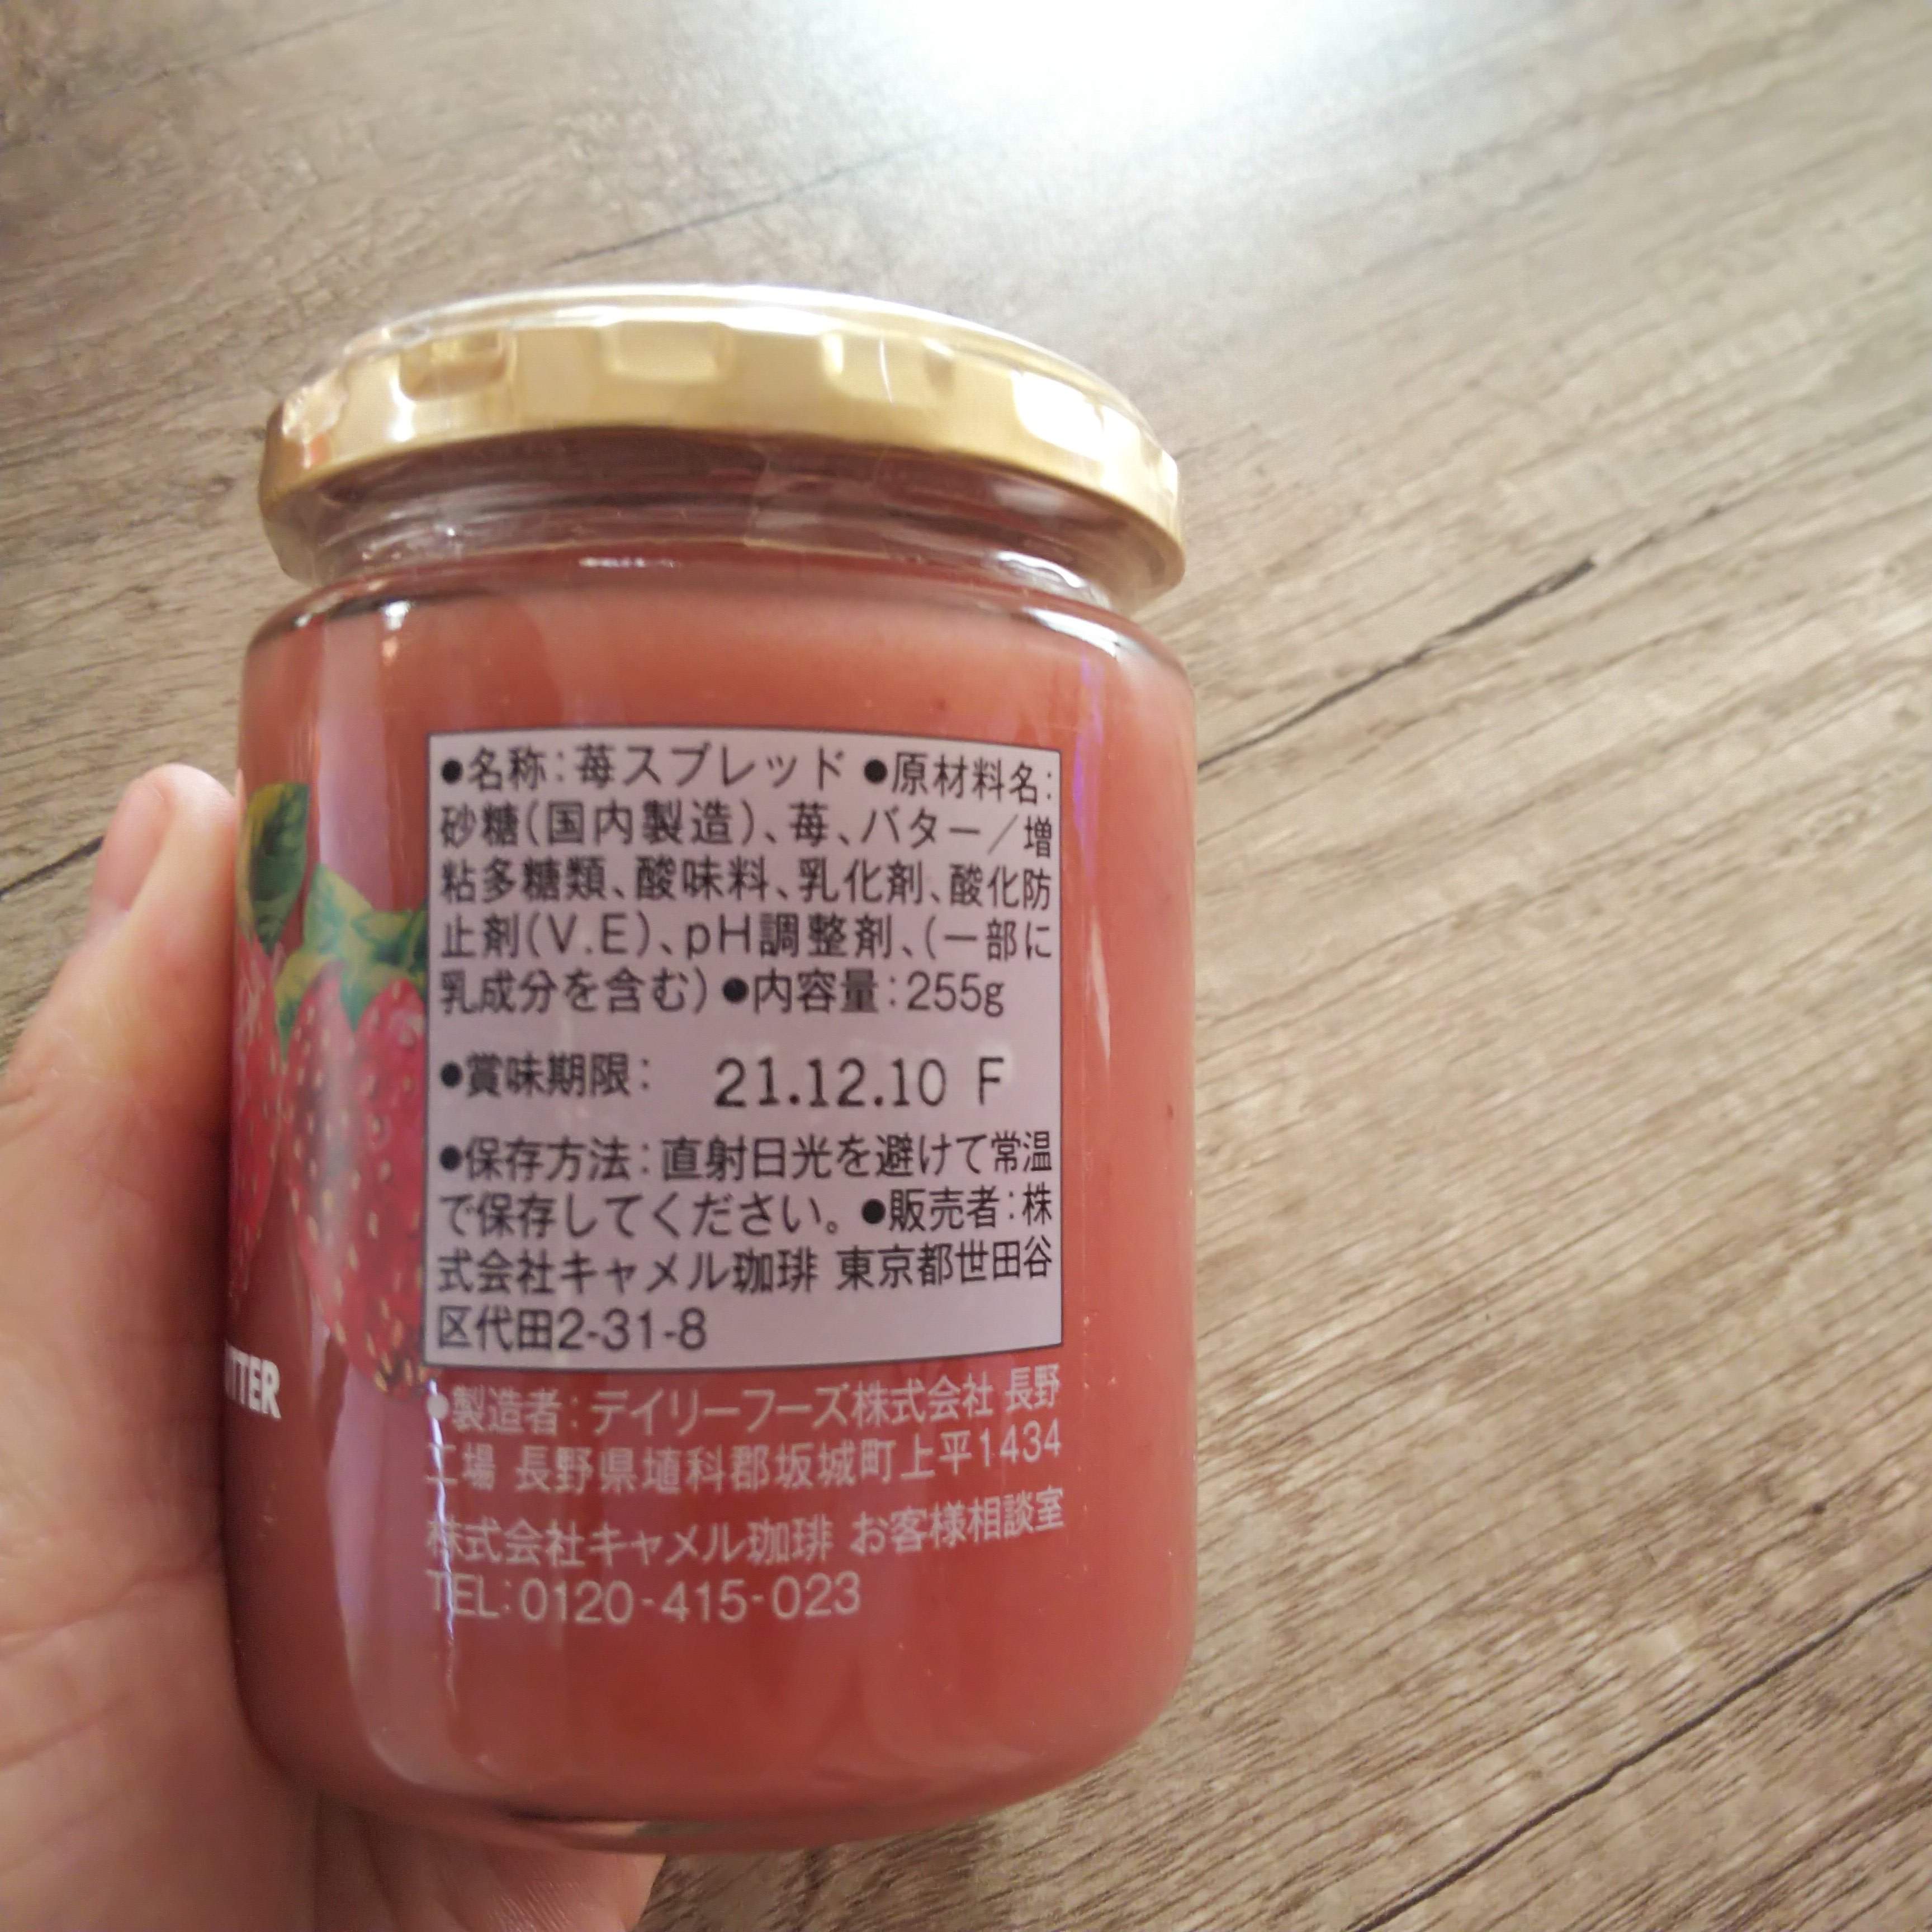 ●名称:苺スプレッド ●原材料名:
砂糖(国内製造)、苺、バター/増
粘多糖類、酸味料、乳化剤、酸化防
止剤(V.E)、pH調整剤、(一部に
乳成分を含む) ●内容量:255g
●賞味期限: 21.12.10 F
●保存方法:直射日光を避けて常温
で保存してください。●販売者:株
式会社キャメル珈琲 東京都世田谷
区代田2-31-8
TTER
●製造者:デイリーフーズ株式会社 長野
工場 長野県埴科郡坂城町上平1434
株式会社キャメル珈琲 お客様相談室
TEL:0120-415-023